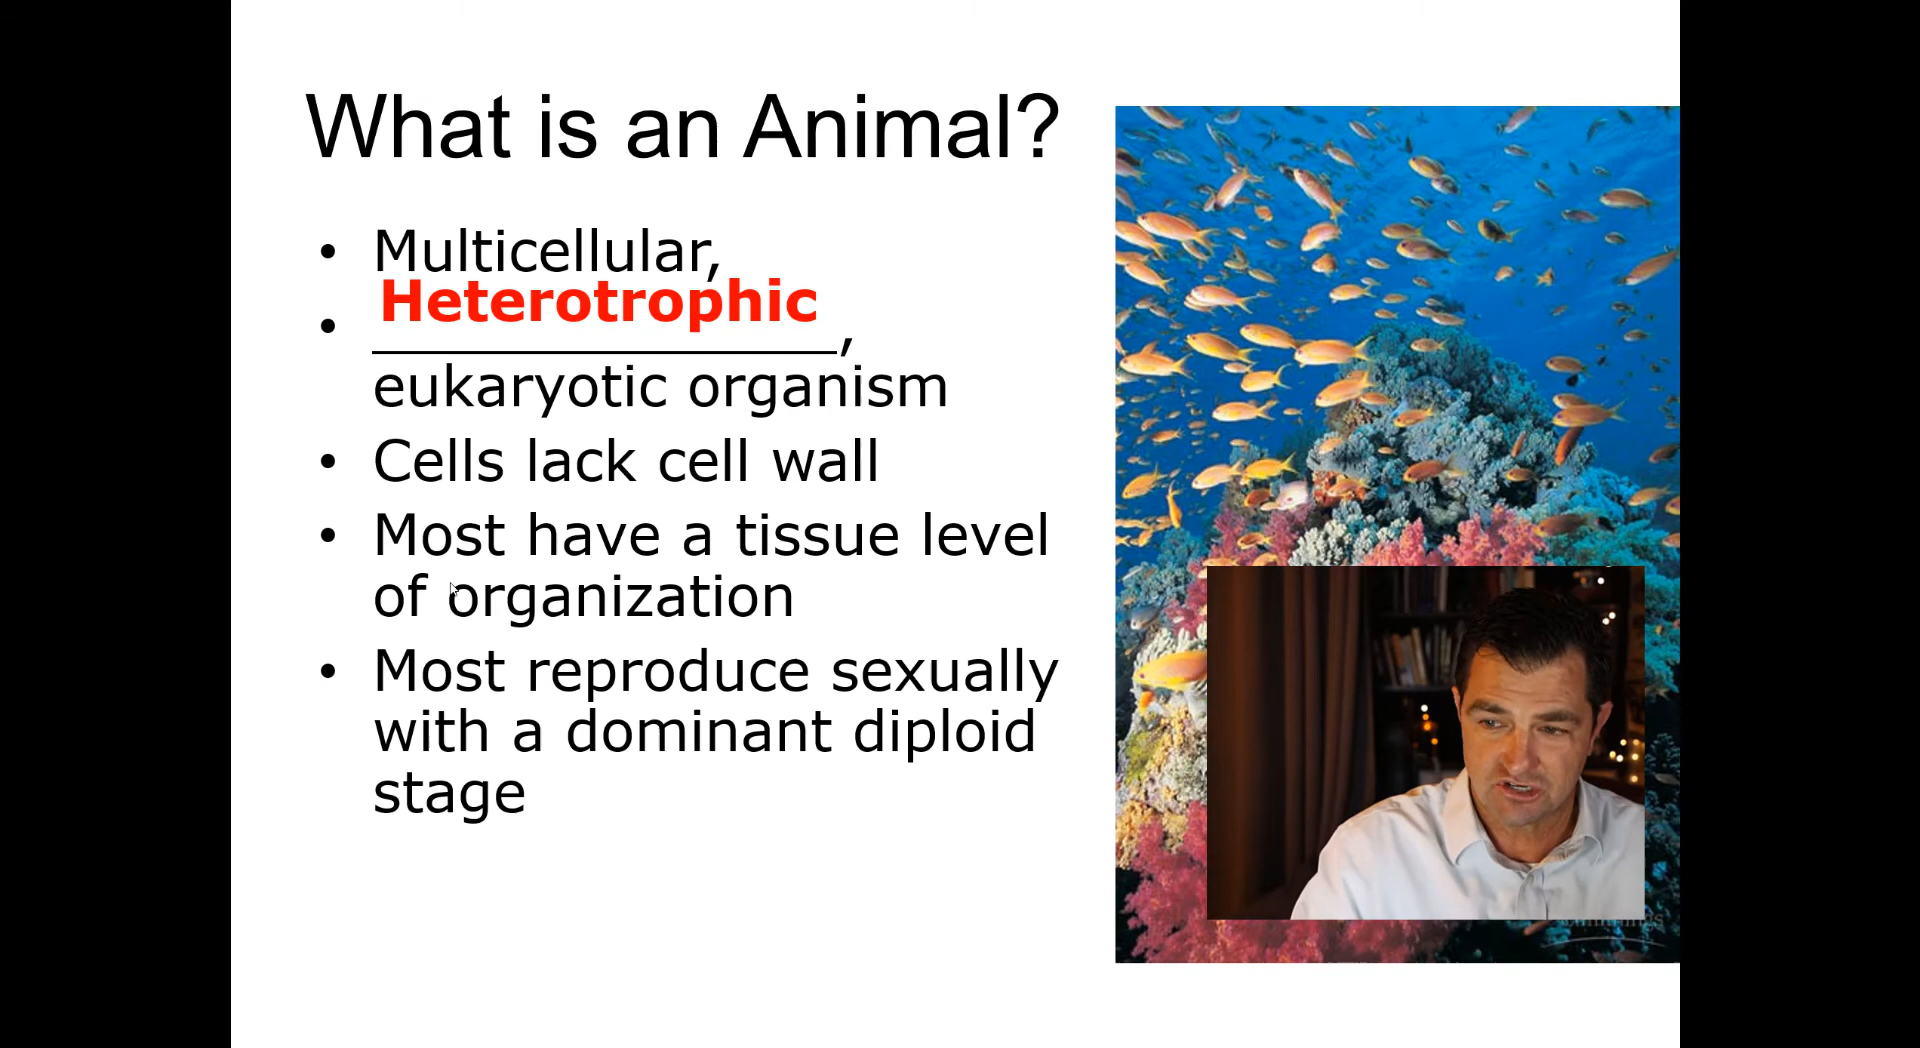 What is an Animal?
• Multicellular,
Heterotrophic
• ________________,
eukaryotic organism
• Cells lack cell wall
• Most have a tissue level
of organization
• Most reproduce sexually
with a dominant diploid
stage